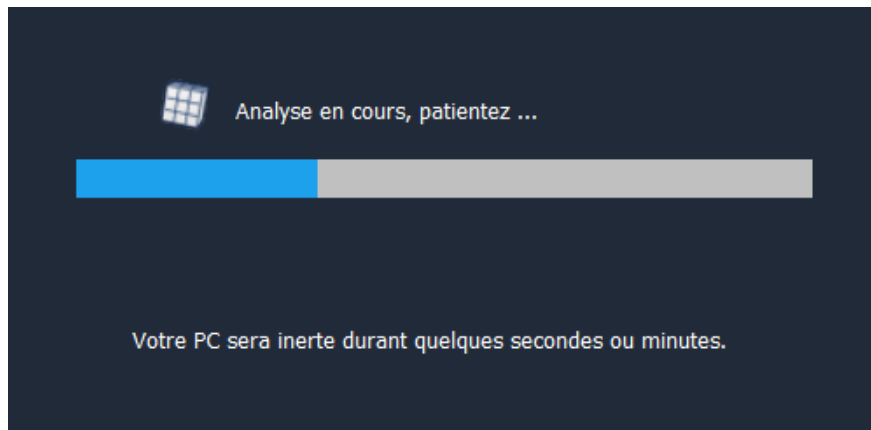 Analyse en cours, patientez ...
Votre PC sera inerte durant quelques secondes ou minutes.